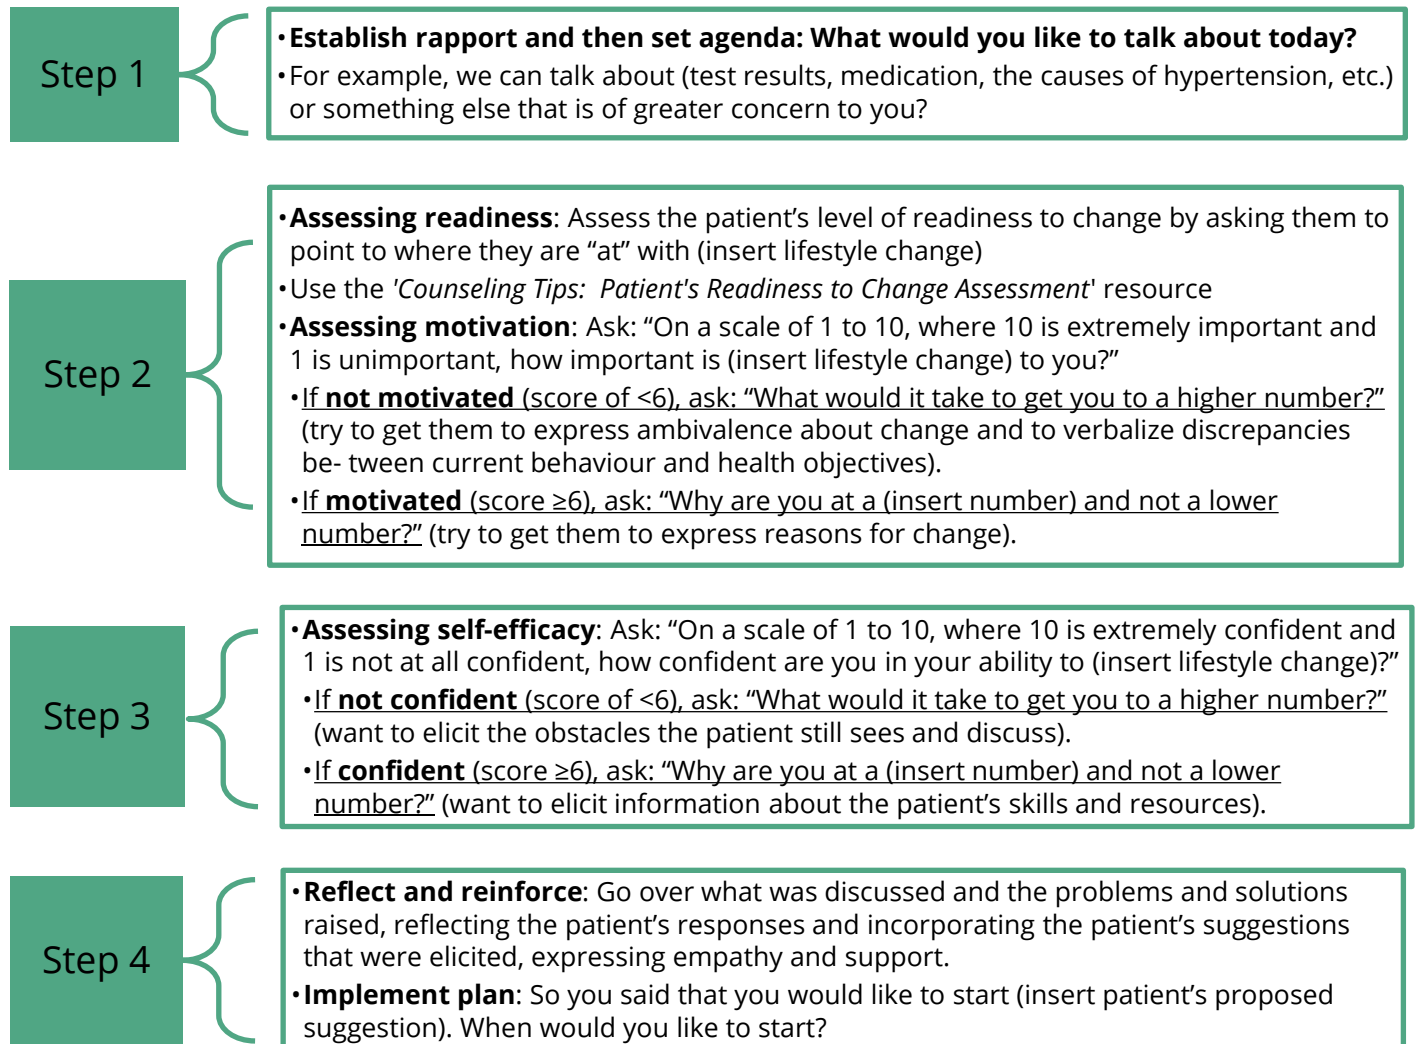 Step 1
•Establish rapport and then set agenda: What would you like to talk about today?
•For example, we can talk about (test results, medication, the causes of hypertension, etc.)
or something else that is of greater concern to you?
Step 2
•Assessing readiness: Assess the patient’s level of readiness to change by asking them to
point to where they are “at” with (insert lifestyle change)
•Use the 'Counseling Tips: Patient's Readiness to Change Assessment' resource
•Assessing motivation: Ask: “On a scale of 1 to 10, where 10 is extremely important and
1 is unimportant, how important is (insert lifestyle change) to you?”
•If not motivated (score of <6), ask: “What would it take to get you to a higher number?”
(try to get them to express ambivalence about change and to verbalize discrepancies
be- tween current behaviour and health objectives).
•If motivated (score ≥6), ask: “Why are you at a (insert number) and not a lower
number?” (try to get them to express reasons for change).
Step 3
•Assessing self-efficacy: Ask: “On a scale of 1 to 10, where 10 is extremely confident and
1 is not at all confident, how confident are you in your ability to (insert lifestyle change)?”
•If not confident (score of <6), ask: “What would it take to get you to a higher number?”
(want to elicit the obstacles the patient still sees and discuss).
•If confident (score ≥6), ask: “Why are you at a (insert number) and not a lower
number?” (want to elicit information about the patient’s skills and resources).
Step 4
•Reflect and reinforce: Go over what was discussed and the problems and solutions
raised, reflecting the patient’s responses and incorporating the patient’s suggestions
that were elicited, expressing empathy and support.
•Implement plan: So you said that you would like to start (insert patient’s proposed
suggestion). When would you like to start?